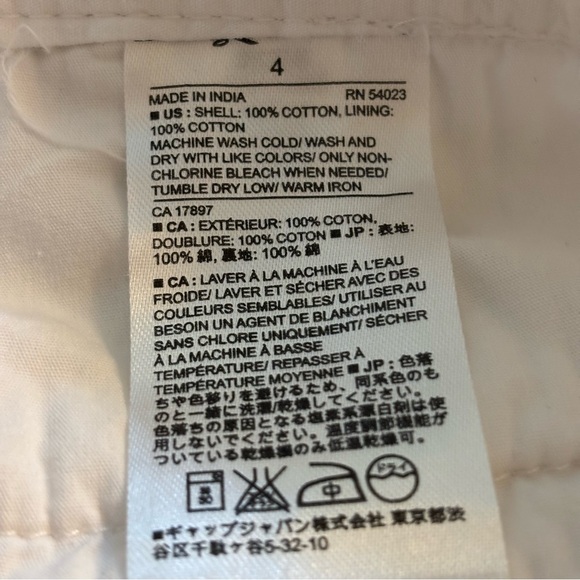 4
MADE IN INDIA RN 54023
■ US : SHELL: 100% COTTON, LINING:
100% COTTON
MACHINE WASH COLD/ WASH AND
DRY WITH LIKE COLORS/ ONLY NON-
CHLORINE BLEACH WHEN NEEDED/
TUMBLE DRY LOW/ WARM IRON
CA 17897
■ CA : EXTÉRIEUR: 100% COTON,
DOUBLURE: 100% COTON ■ JP : 表地:
100% 綿, 裏地: 100% 綿
■ CA : LAVER À LA MACHINE À L'EAU
FROIDE/ LAVER ET SÉCHER AVEC DES
COULEURS SEMBLABLES/ UTILISER AU
BESOIN UN AGENT DE BLANCHIMENT
SANS CHLORE UNIQUEMENT/ SÉCHER
À LA MACHINE À BASSE
TEMPÉRATURE/ REPASSER À
TEMPÉRATURE MOYENNE ■ JP : 色落
ちや色移りを避けるため、同系色のも
のと一緒に洗濯/乾燥してください。
色落ちの原因となる塩素系漂白剤は使
用しないでください。温度調節機能が
ついている乾燥機のみ低温乾燥可。
中 ドライ
■ギャップジャパン株式会社 東京都渋
谷区千駄ケ谷5-32-10